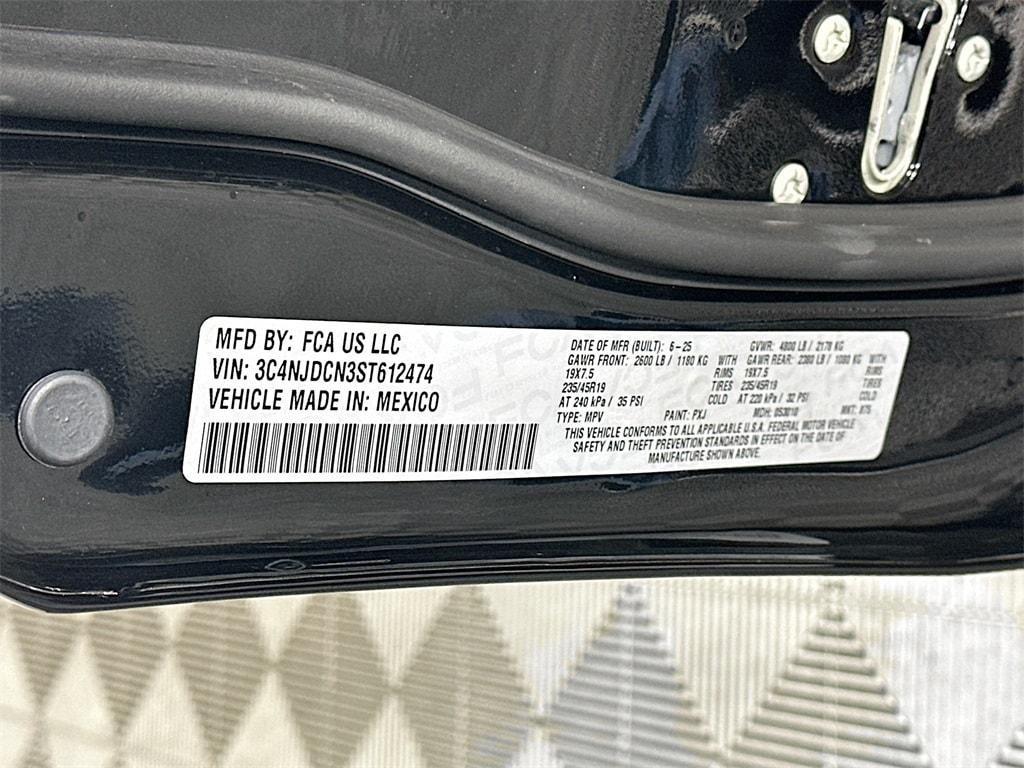 MFD BY: FCA US LLC
VIN: 3C4NJDCN3ST612474
VEHICLE MADE IN: MEXICO
DATE OF MFR (BUILT): 6-25 GVWR: 4800 LB / 2178 KG
GAWR FRONT: 2600 LB / 1180 KG WITH GAWR REAR: 2380 LB / 1080 KG WITH
19X7.5 RIMS 19X7.5 RIMS
235/45R19 TIRES 235/45R19 TIRES
AT 240 kPa / 35 PSI COLD AT 220 kPa / 32 PSI COLD
TYPE: MPV PAINT: PXJ MDH: 053010 MKT: 875
THIS VEHICLE CONFORMS TO ALL APPLICABLE U.S.A. FEDERAL MOTOR VEHICLE
SAFETY AND THEFT PREVENTION STANDARDS IN EFFECT ON THE DATE OF
MANUFACTURE SHOWN ABOVE.